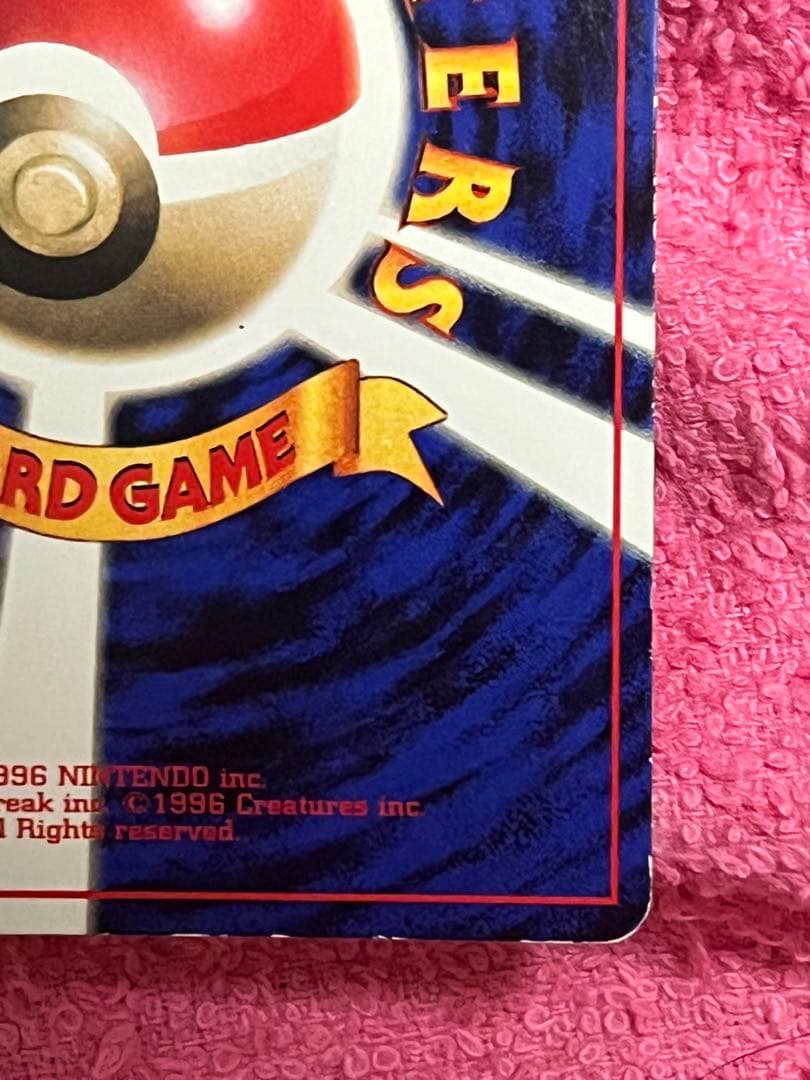 ERS
RD GAME
996 NINTENDO inc.
reak inc. ©1996 Creatures inc.
l Rights reserved.